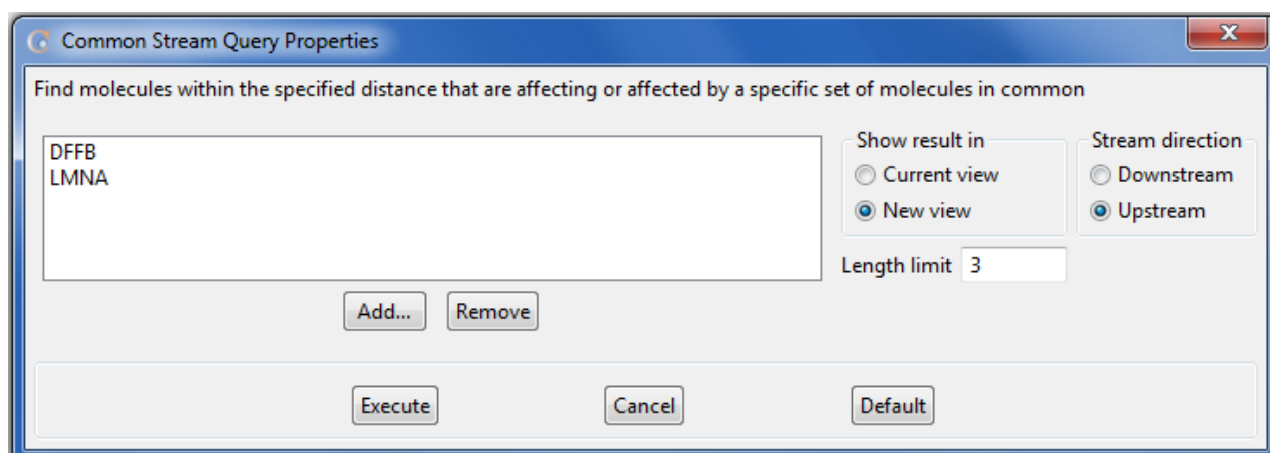 Common Stream Query Properties
Find molecules within the specified distance that are affecting or affected by a specific set of molecules in common
DFFB
LMNA
Add...
Remove
Show result in
Current view
New view
Stream direction
Downstream
Upstream
Length limit 3
Execute
Cancel
Default